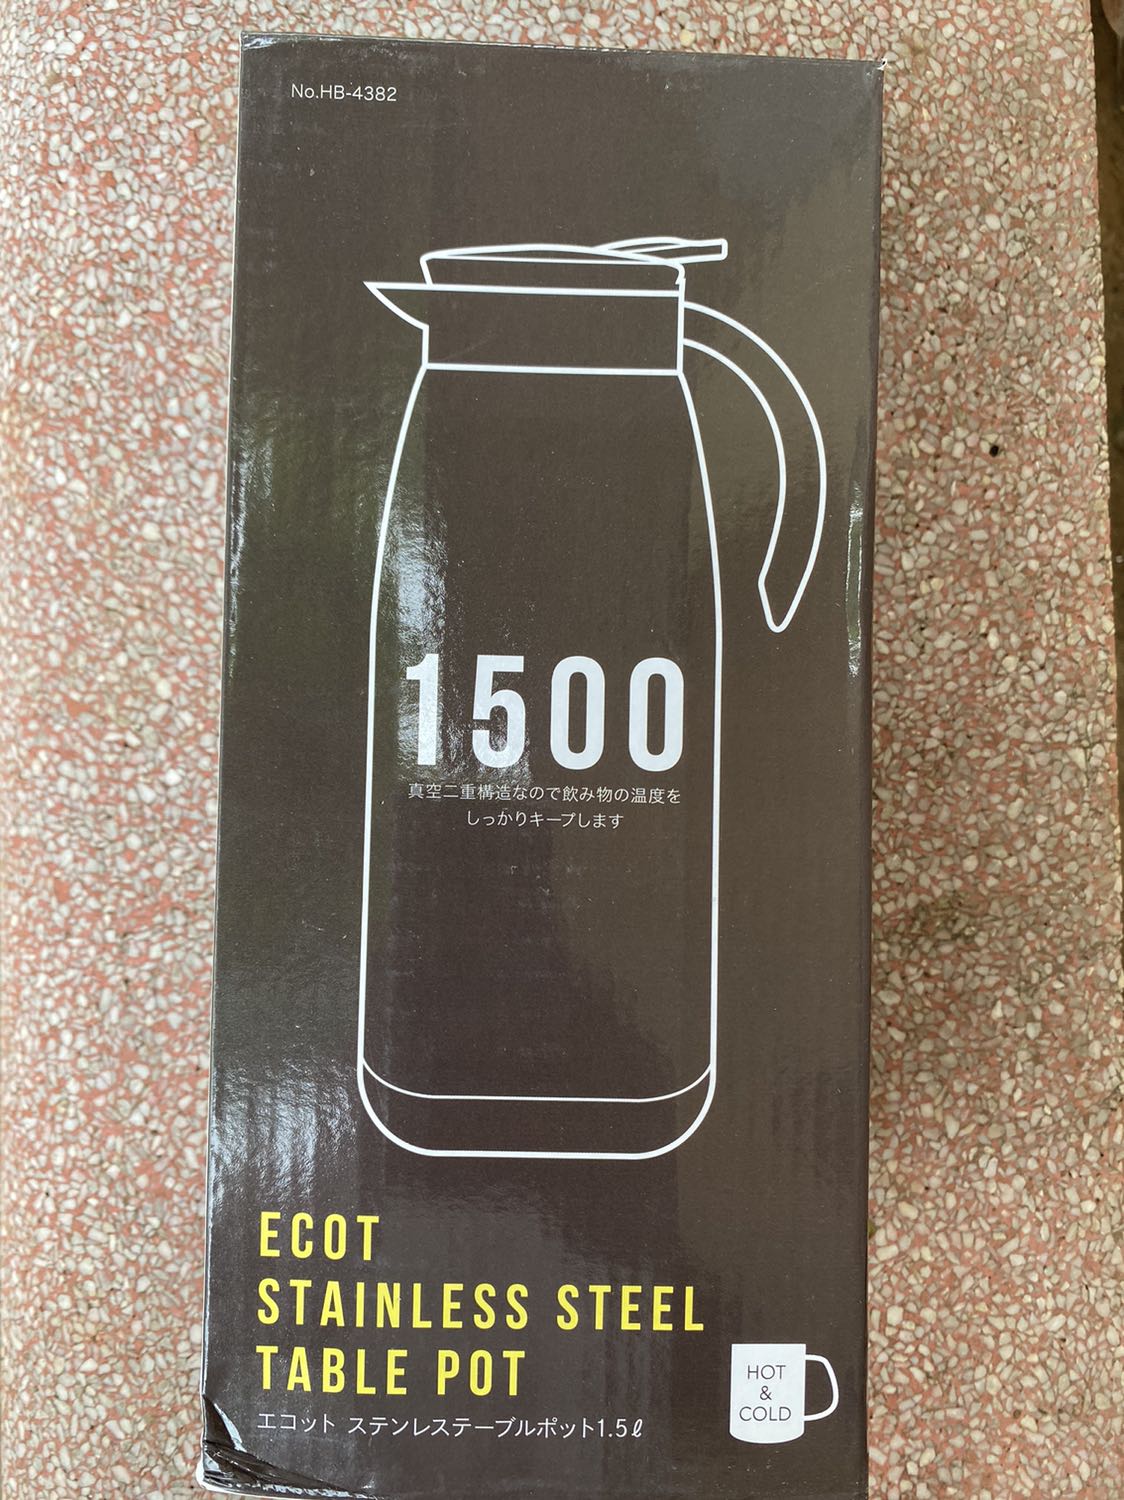 No.HB-4382
1500
真空二重構造なので飲み物の温度を
しっかりキープします
ECOT
STAINLESS STEEL
TABLE POT
エコット ステンレステーブルポット1.5ℓ
HOT
&
COLD